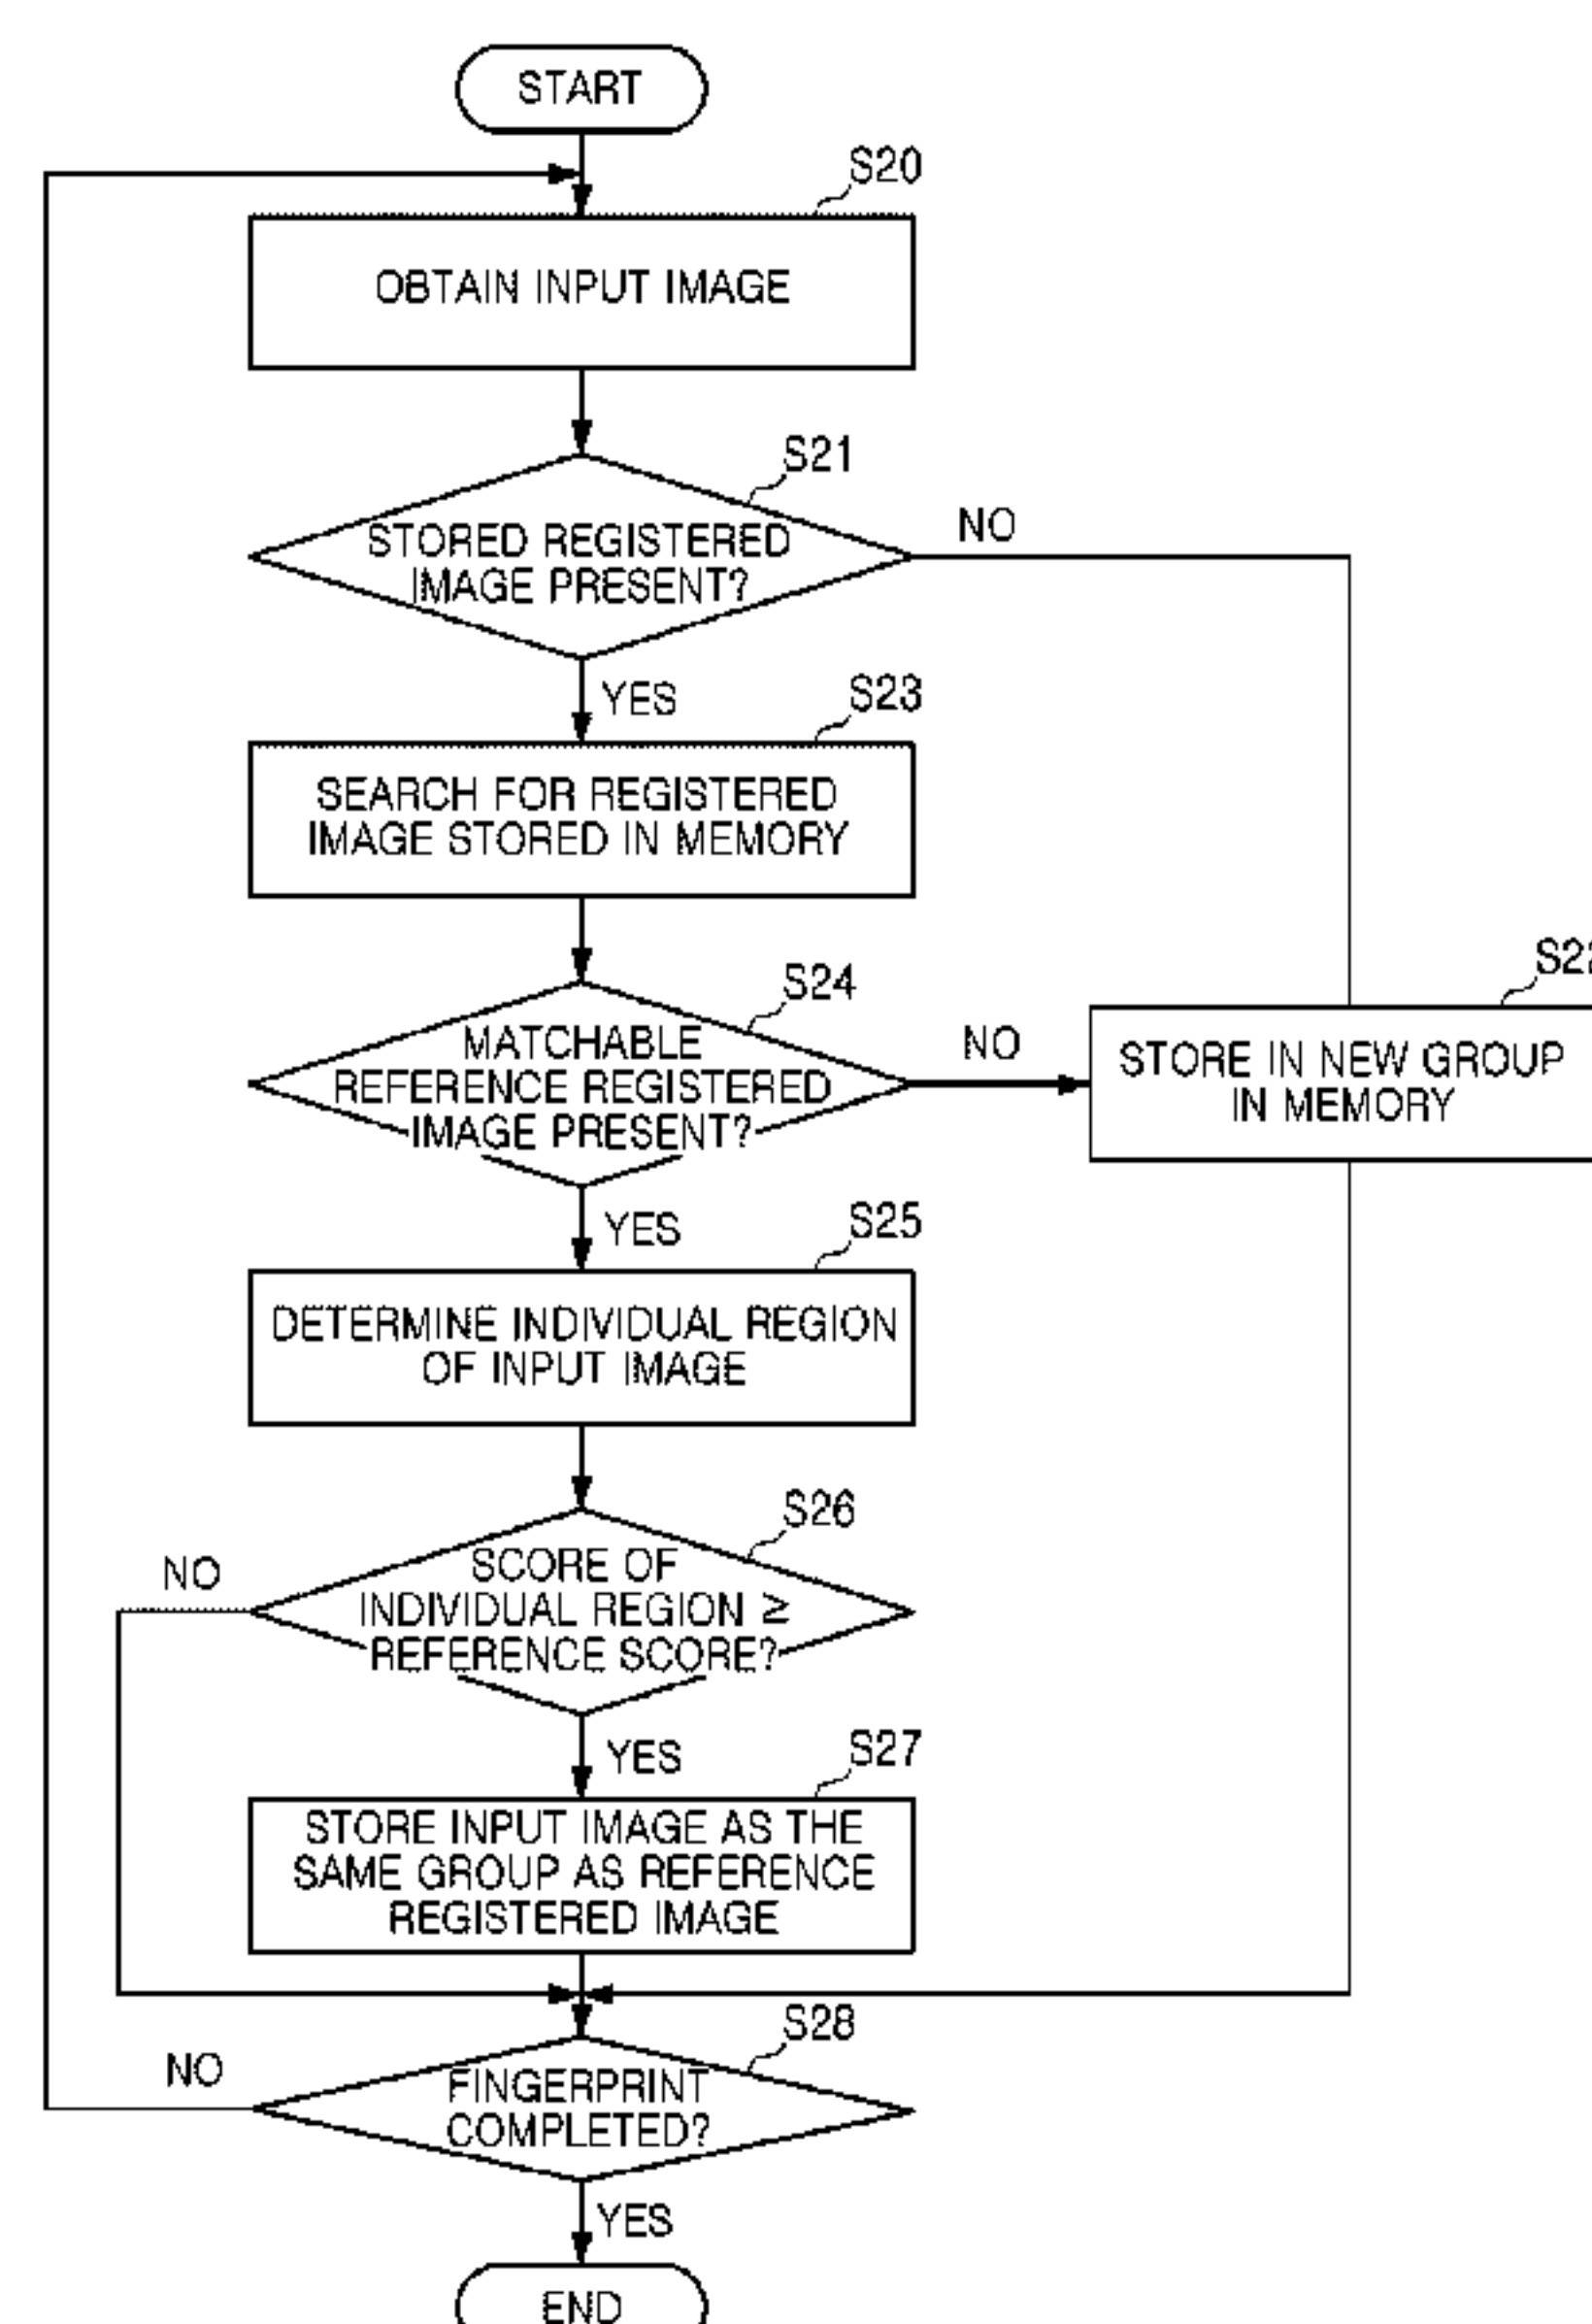 START
S20
OBTAIN INPUT IMAGE
S21
STORED REGISTERED
IMAGE PRESENT?
NO
YES
S23
SEARCH FOR REGISTERED
IMAGE STORED IN MEMORY
S24
MATCHABLE
REFERENCE REGISTERED
IMAGE PRESENT?
NO
S22
STORE IN NEW GROUP
IN MEMORY
YES
S25
DETERMINE INDIVIDUAL REGION
OF INPUT IMAGE
S26
SCORE OF
INDIVIDUAL REGION ≥
REFERENCE SCORE?
NO
YES
S27
STORE INPUT IMAGE AS THE
SAME GROUP AS REFERENCE
REGISTERED IMAGE
S28
FINGERPRINT
COMPLETED?
NO
YES
END